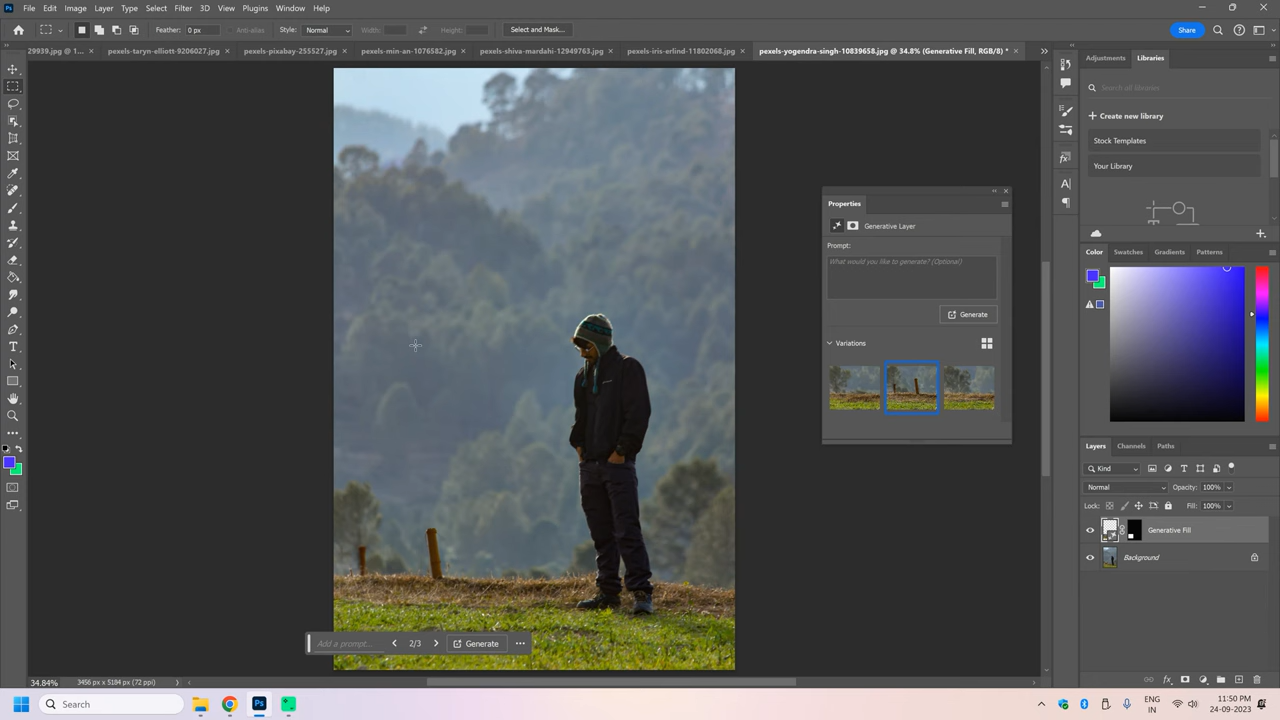 File Edit Image Layer Type Select Filter 3D View Plugins Window Help
Feather: 0 px Anti-alias Style: Normal Width: Height: Select and Mask... Share
29939.jpg @ 1... × pexels-taryn-elliott-9206027.jpg × pexels-pixabay-255527.jpg × pexels-min-an-1076582.jpg × pexels-shiva-mardahi-12949763.jpg × pexels-iris-erlind-11802068.jpg × pexels-yogendra-singh-10839658.jpg @ 34.8% (Generative Fill, RGB/8) * ×
Adjustments Libraries
Search all libraries
Create new library
Stock Templates
Your Library
Properties
Generative Layer
Prompt:
What would you like to generate? (Optional)
Generate
Variations
Color Swatches Gradients Patterns
Layers Channels Paths
Kind
Normal Opacity: 100%
Lock: Fill: 100%
Generative Fill
Background
Add a prompt... 2/3 Generate ...
34.84% 3456 px x 5184 px (72 ppi)
Search
ENG
IN
11:50 PM
24-09-2023